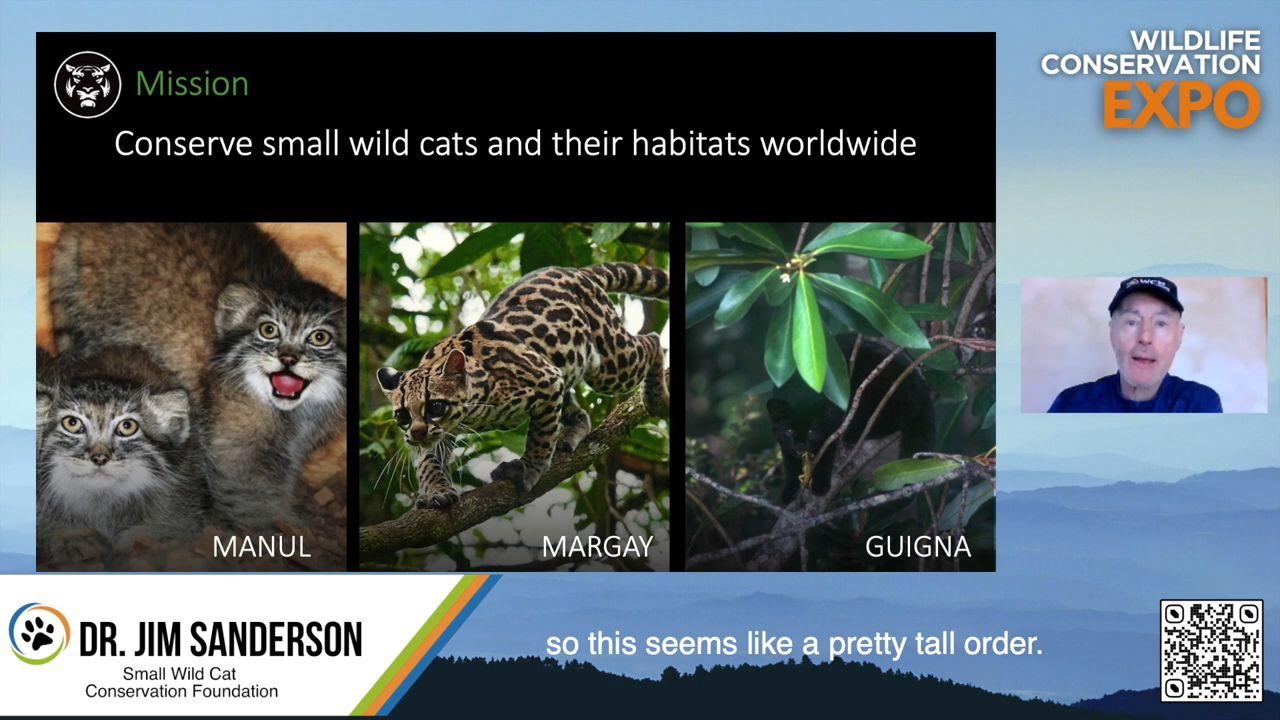 Mission
Conserve small wild cats and their habitats worldwide
WILDLIFE
CONSERVATION
EXPO
MANUL
MARGAY
GUIGNA
DR. JIM SANDERSON
Small Wild Cat
Conservation Foundation
so this seems like a pretty tall order.